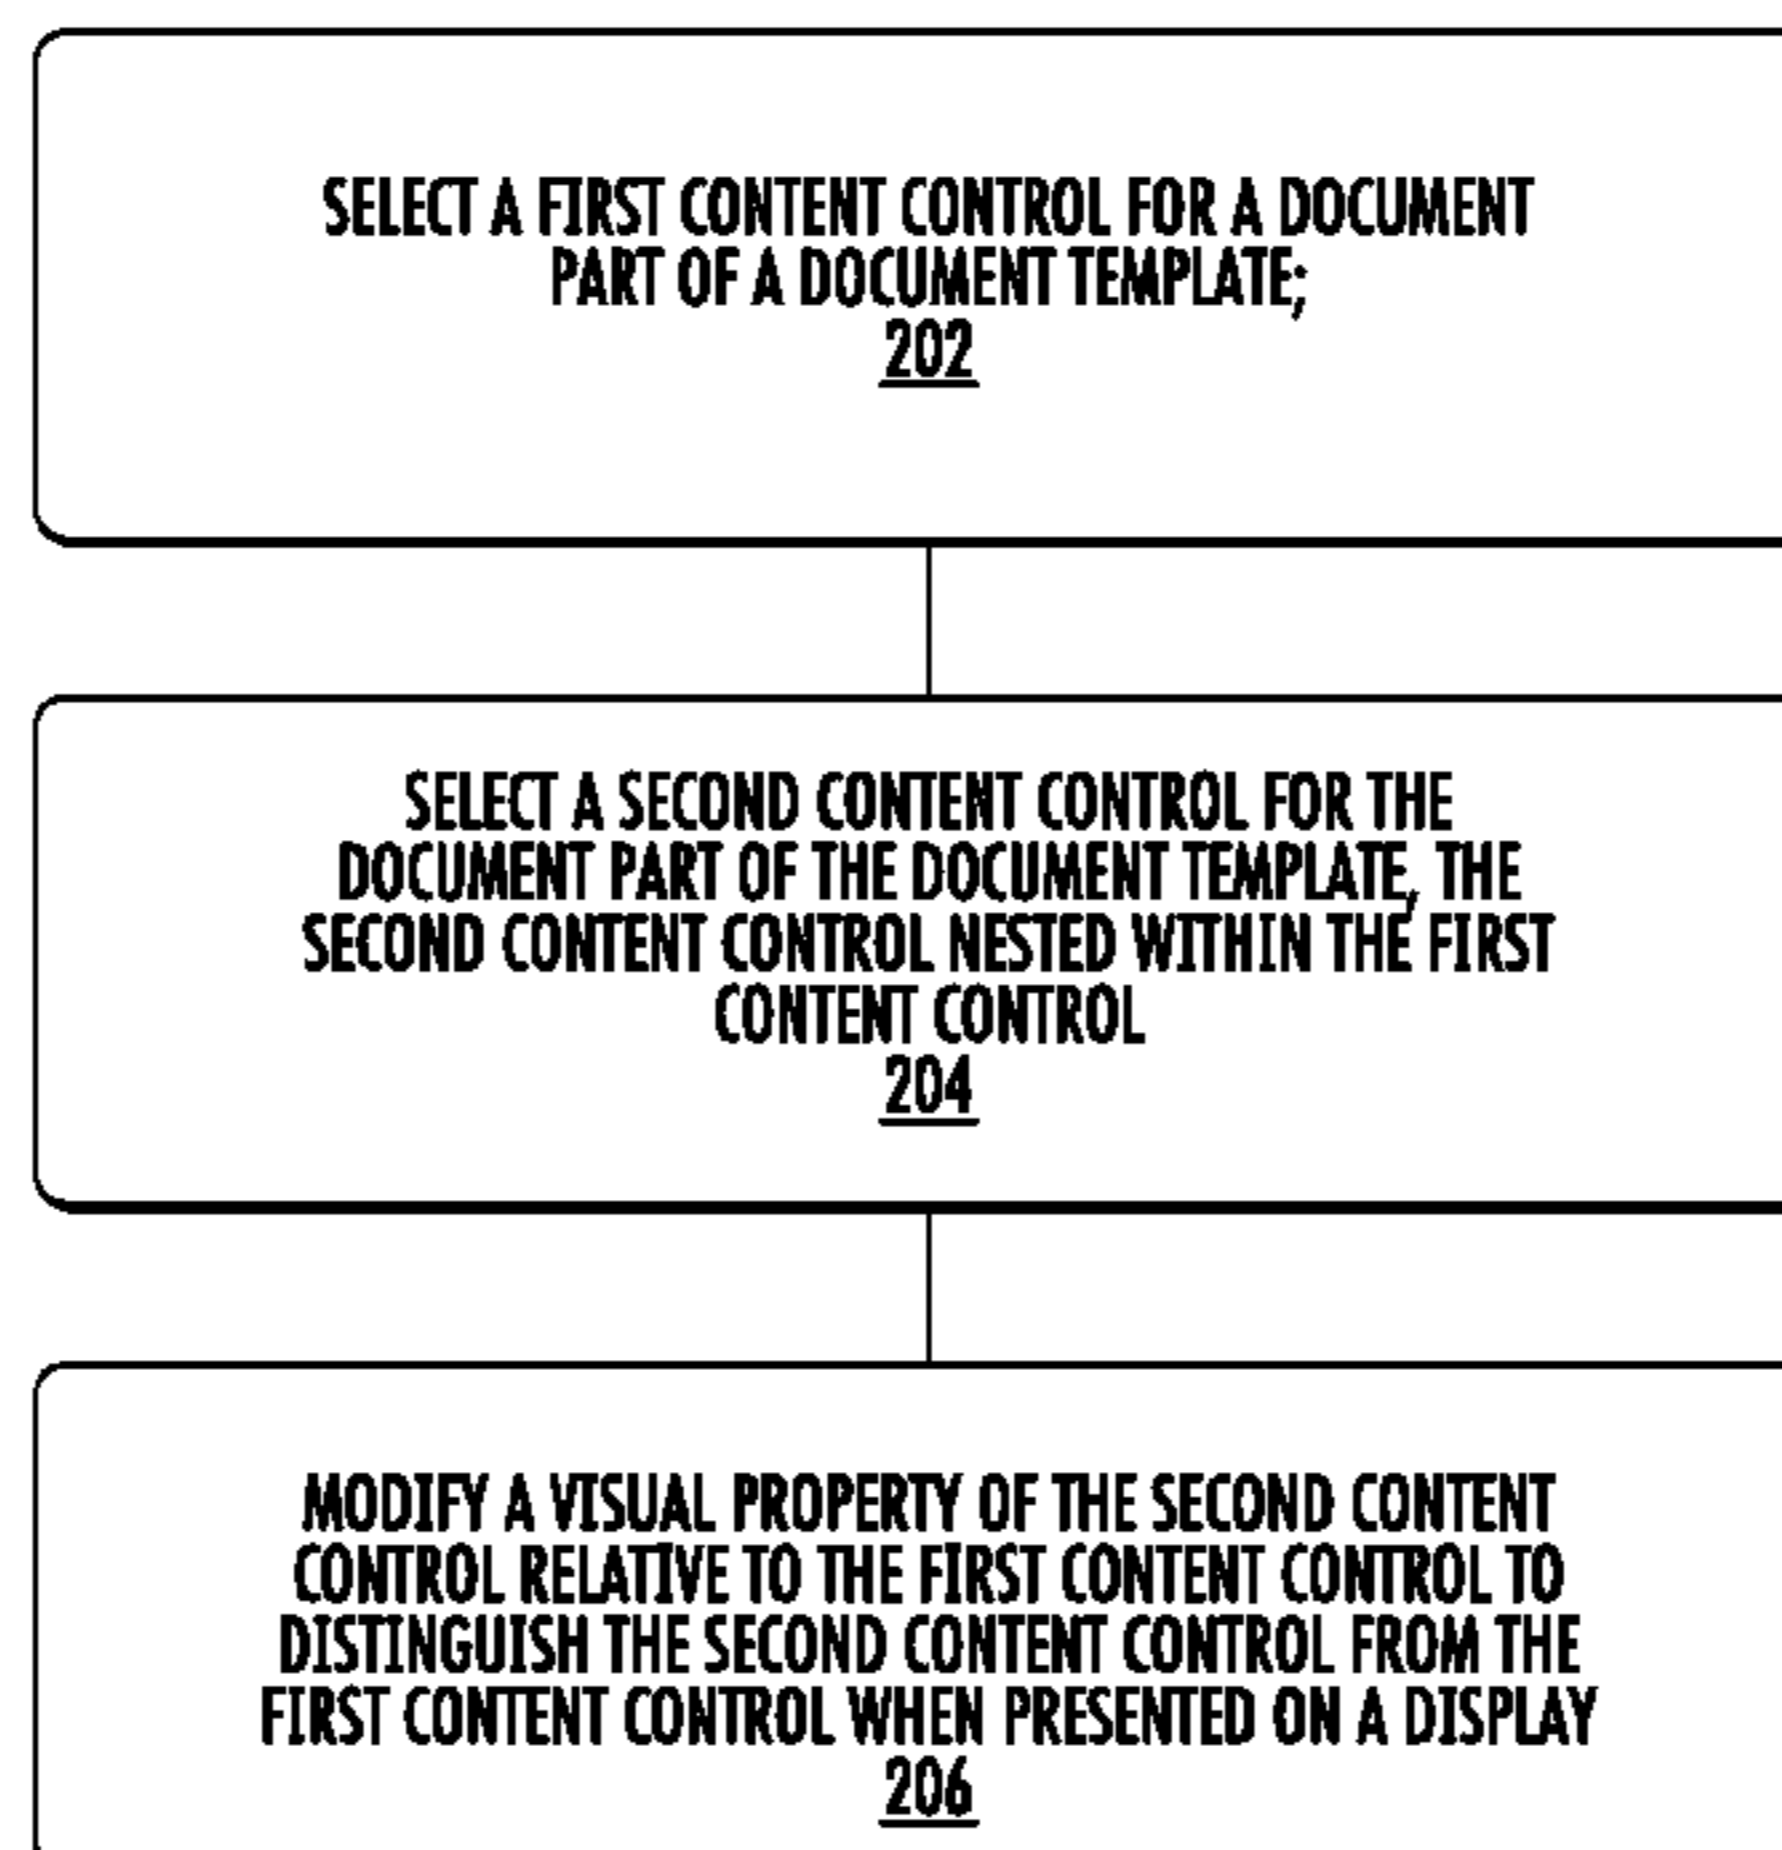 SELECT A FIRST CONTENT CONTROL FOR A DOCUMENT
PART OF A DOCUMENT TEMPLATE;
202
SELECT A SECOND CONTENT CONTROL FOR THE
DOCUMENT PART OF THE DOCUMENT TEMPLATE, THE
SECOND CONTENT CONTROL NESTED WITHIN THE FIRST
CONTENT CONTROL
204
MODIFY A VISUAL PROPERTY OF THE SECOND CONTENT
CONTROL RELATIVE TO THE FIRST CONTENT CONTROL TO
DISTINGUISH THE SECOND CONTENT CONTROL FROM THE
FIRST CONTENT CONTROL WHEN PRESENTED ON A DISPLAY
206